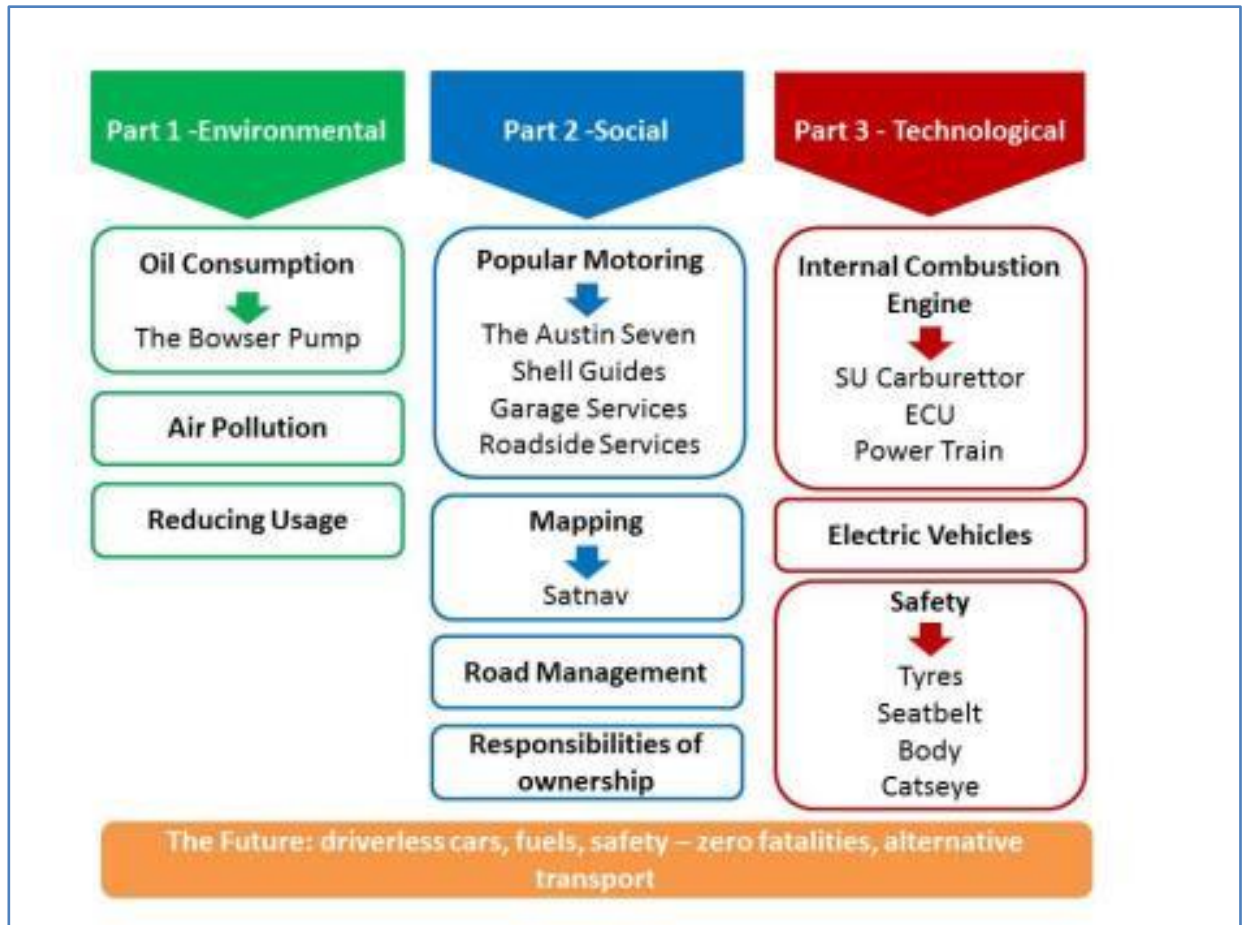 Part 1 -Environmental
Oil Consumption
The Bowser Pump
Air Pollution
Reducing Usage
Part 2 -Social
Popular Motoring
The Austin Seven
Shell Guides
Garage Services
Roadside Services
Mapping
Satnav
Road Management
Responsibilities of
ownership
Part 3 - Technological
Internal Combustion
Engine
SU Carburettor
ECU
Power Train
Electric Vehicles
Safety
Tyres
Seatbelt
Body
Catseye
The Future: driverless cars, fuels, safety – zero fatalities, alternative
transport